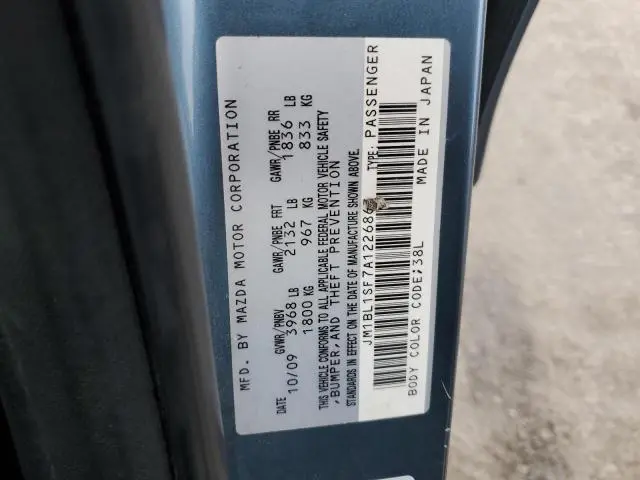 MFD. BY MAZDA MOTOR CORPORATION
GVWR/PNBV GAWR/PNBE FRT GAWR/PNBE RR
DATE 10/09 3968 LB 2132 LB 1836 LB
1800 KG 967 KG 833 KG
THIS VEHICLE CONFORMS TO ALL APPLICABLE FEDERAL MOTOR VEHICLE SAFETY
,BUMPER,AND THEFT PREVENTION
STANDARDS IN EFFECT ON THE DATE OF MANUFACTURE SHOWN ABOVE.
JM1BL1SF7A122686 TYPE: PASSENGER
BODY COLOR CODE;38L MADE IN JAPAN